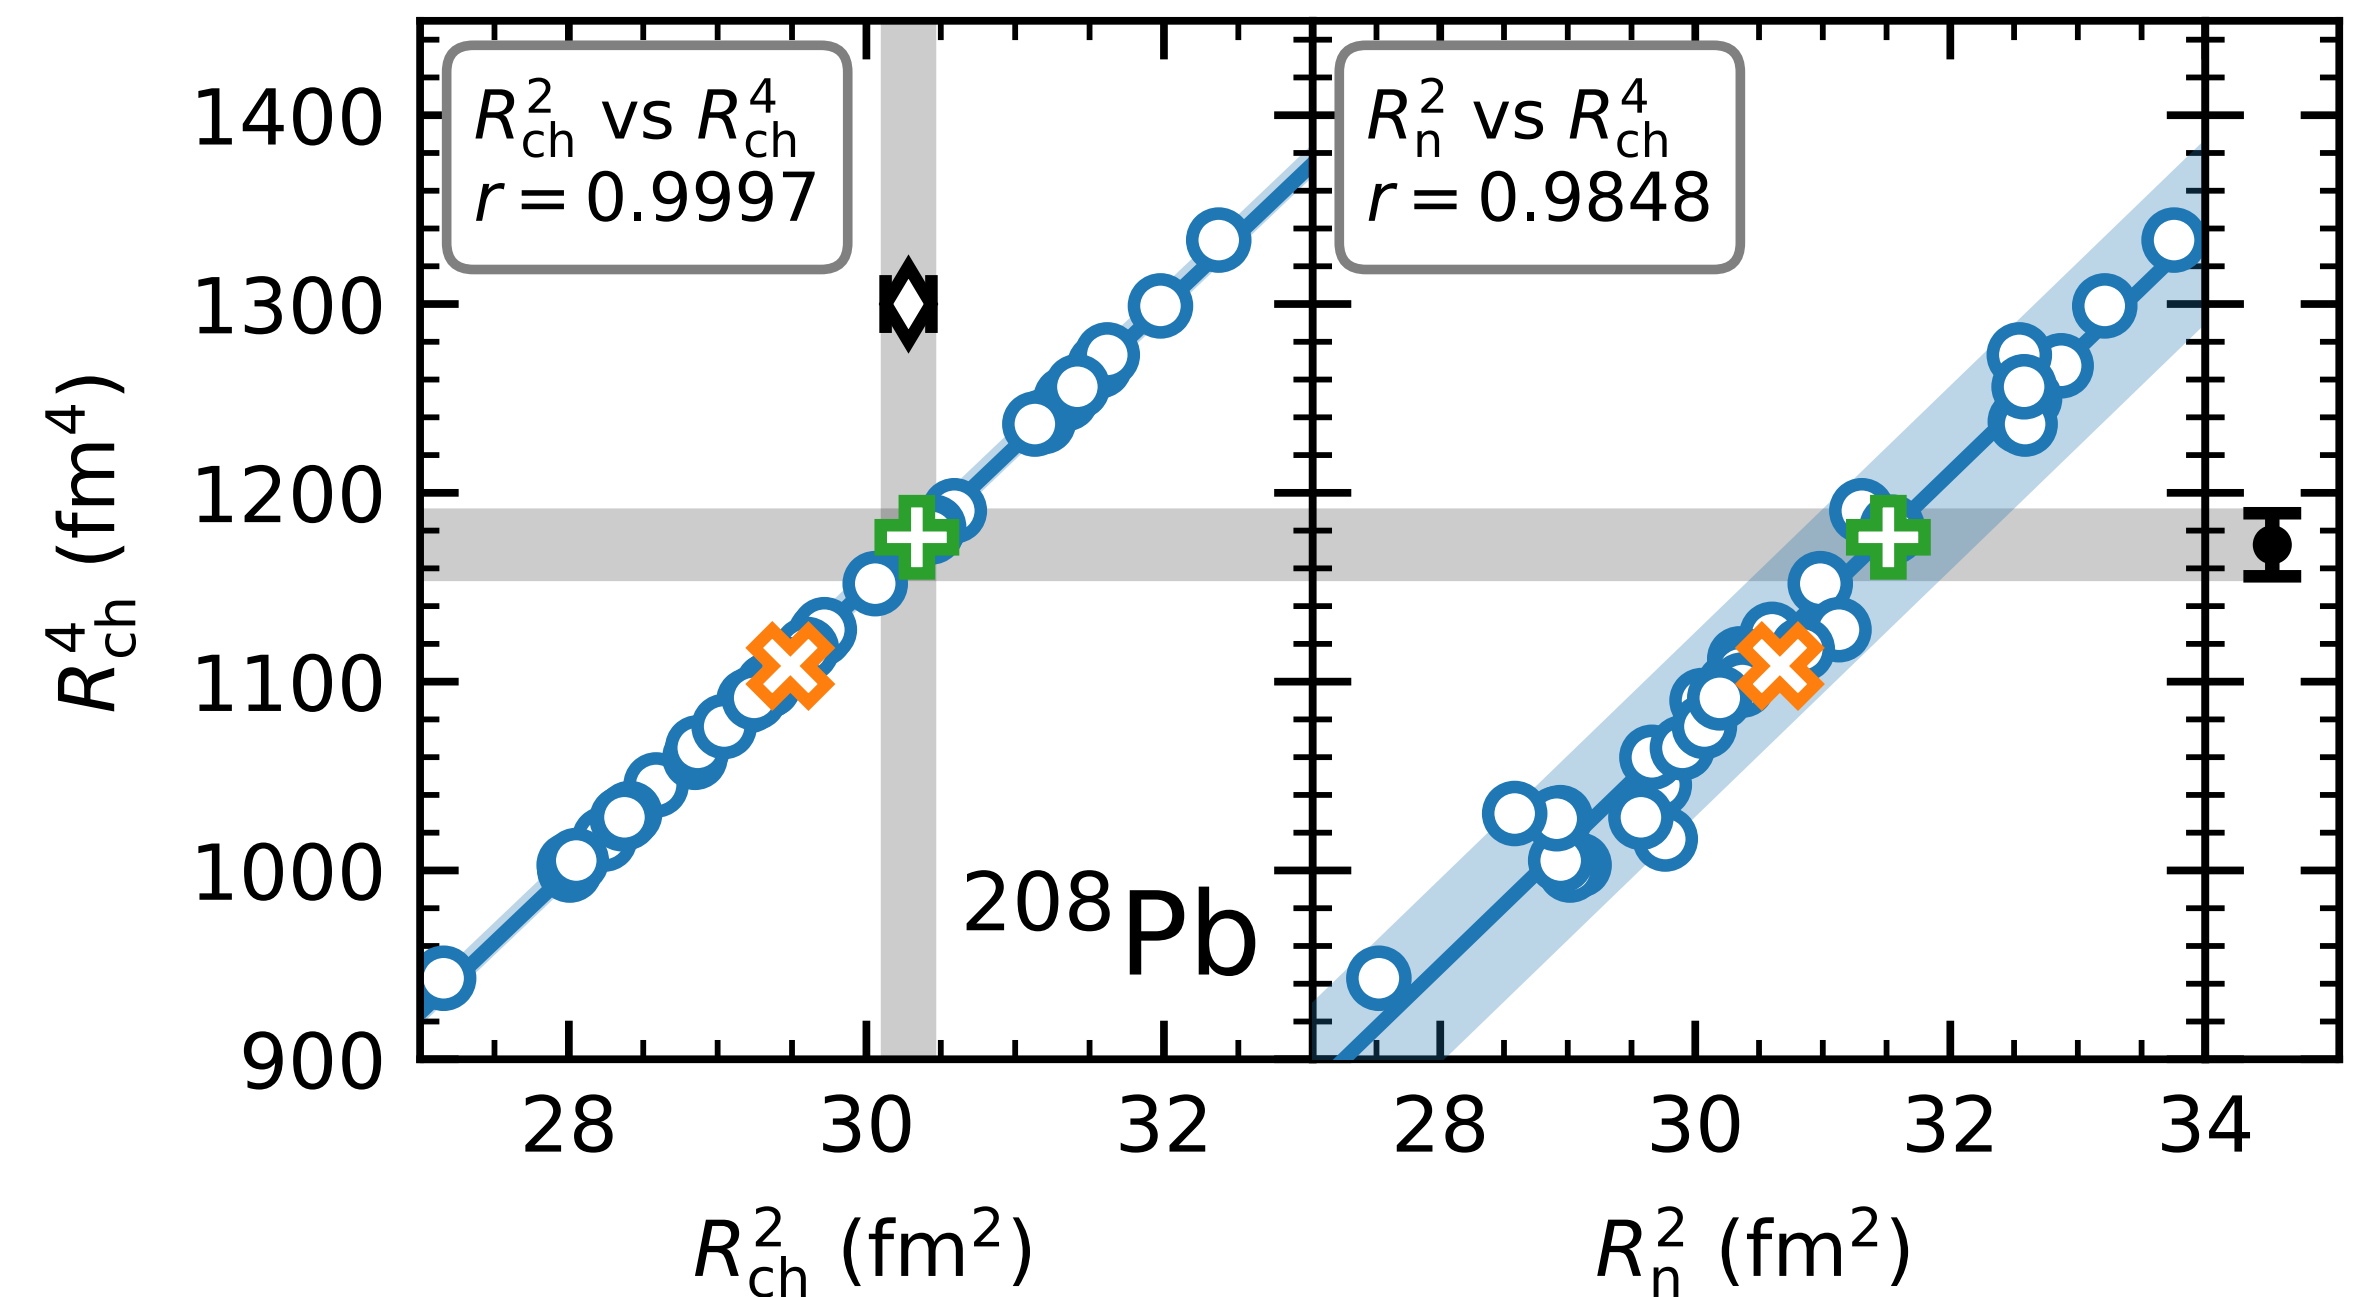 R²ch vs R⁴ch
r = 0.9997
R²n vs R⁴ch
r = 0.9848
1400
1300
1200
1100
1000
900
R⁴ch (fm⁴)
²⁰⁸Pb
28 30 32
28 30 32 34
R²ch (fm²)
R²n (fm²)